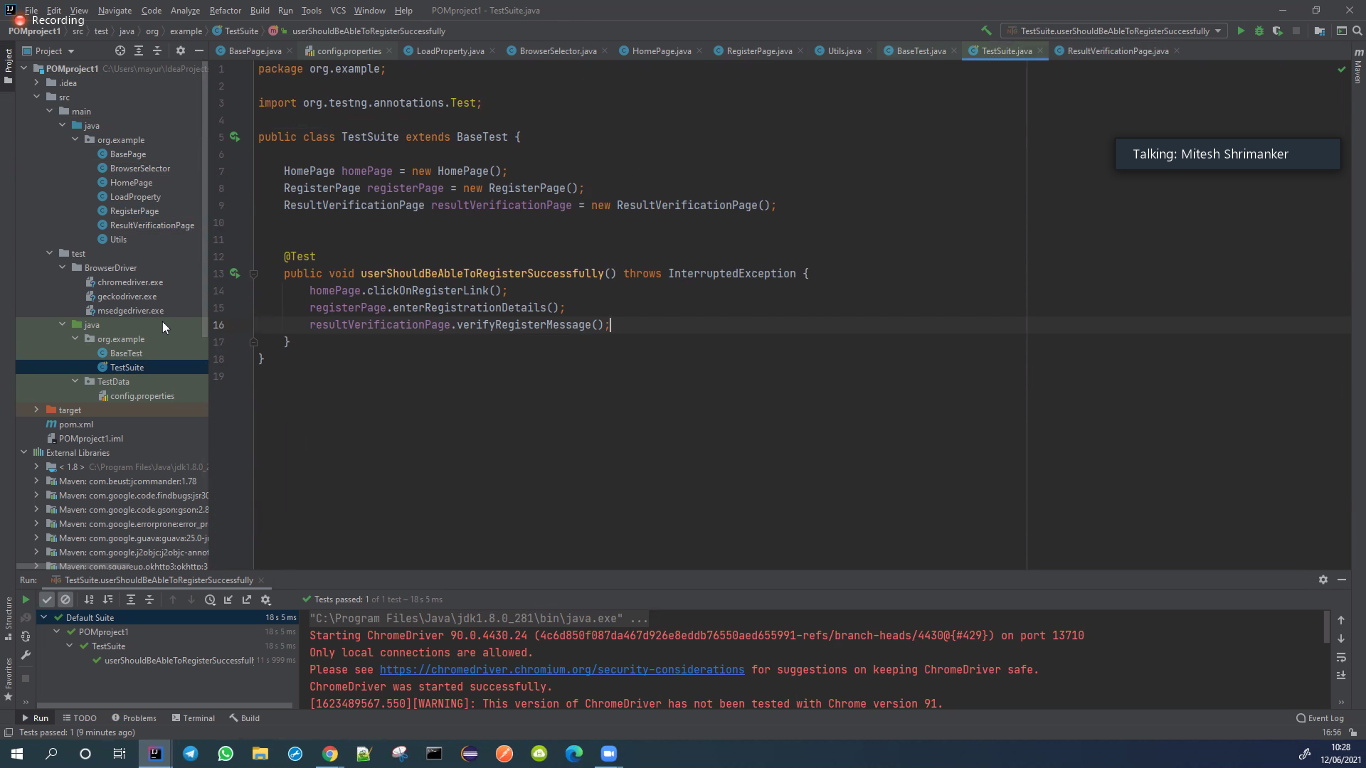 Recording
File Edit View Navigate Code Analyze Refactor Build Run Tools VCS Window Help POMproject1 - TestSuite.java
POMproject1 src test java org example TestSuite userShouldBeAbleToRegisterSuccessfully TestSuite.userShouldBeAbleToRegisterSuccessfully
Project
BasePage.java config.properties LoadProperty.java BrowserSelector.java HomePage.java RegisterPage.java Utils.java BaseTest.java TestSuite.java ResultVerificationPage.java
Project
Maven
POMproject1 C:\Users\mayur\IdeaProject
.idea
src
main
java
org.example
BasePage
BrowserSelector
HomePage
LoadProperty
RegisterPage
ResultVerificationPage
Utils
test
BrowserDriver
chromedriver.exe
geckodriver.exe
msedgedriver.exe
java
org.example
BaseTest
TestSuite
TestData
config.properties
target
pom.xml
POMproject1.iml
External Libraries
< 1.8 > C:\Program Files\Java\jdk1.8.0_2
Maven: com.beust:jcommander:1.78
Maven: com.google.code.findbugs:jsr30
Maven: com.google.code.gson:gson:2.8
Maven: com.google.errorprone:error_pr
Maven: com.google.guava:guava:25.0-j
Maven: com.google.j2objc:j2objc-annot
Maven: com.squareup.okhttp3:okhttp:3
1 package org.example;
2
3 import org.testng.annotations.Test;
4
5 public class TestSuite extends BaseTest {
6
7 HomePage homePage = new HomePage();
8 RegisterPage registerPage = new RegisterPage();
9 ResultVerificationPage resultVerificationPage = new ResultVerificationPage();
10
11
12 @Test
13 public void userShouldBeAbleToRegisterSuccessfully() throws InterruptedException {
14 homePage.clickOnRegisterLink();
15 registerPage.enterRegistrationDetails();
16 resultVerificationPage.verifyRegisterMessage();
17 }
18 }
19
Talking: Mitesh Shrimanker
Structure
Favorites
Run: TestSuite.userShouldBeAbleToRegisterSuccessfully
Tests passed: 1 of 1 test – 18 s 5 ms
Default Suite 18 s 5 ms
POMproject1 18 s 5 ms
TestSuite 18 s 5 ms
userShouldBeAbleToRegisterSuccessfull 11 s 999 ms
"C:\Program Files\Java\jdk1.8.0_281\bin\java.exe" ...
Starting ChromeDriver 90.0.4430.24 (4c6d850f087da467d926e8eddb76550aed655991-refs/branch-heads/4430@{#429}) on port 13710
Only local connections are allowed.
Please see https://chromedriver.chromium.org/security-considerations for suggestions on keeping ChromeDriver safe.
ChromeDriver was started successfully.
[1623489567.550][WARNING]: This version of ChromeDriver has not been tested with Chrome version 91.
Run TODO Problems Terminal Build Event Log
Tests passed: 1 (9 minutes ago) 16:56
10:28
12/06/2021